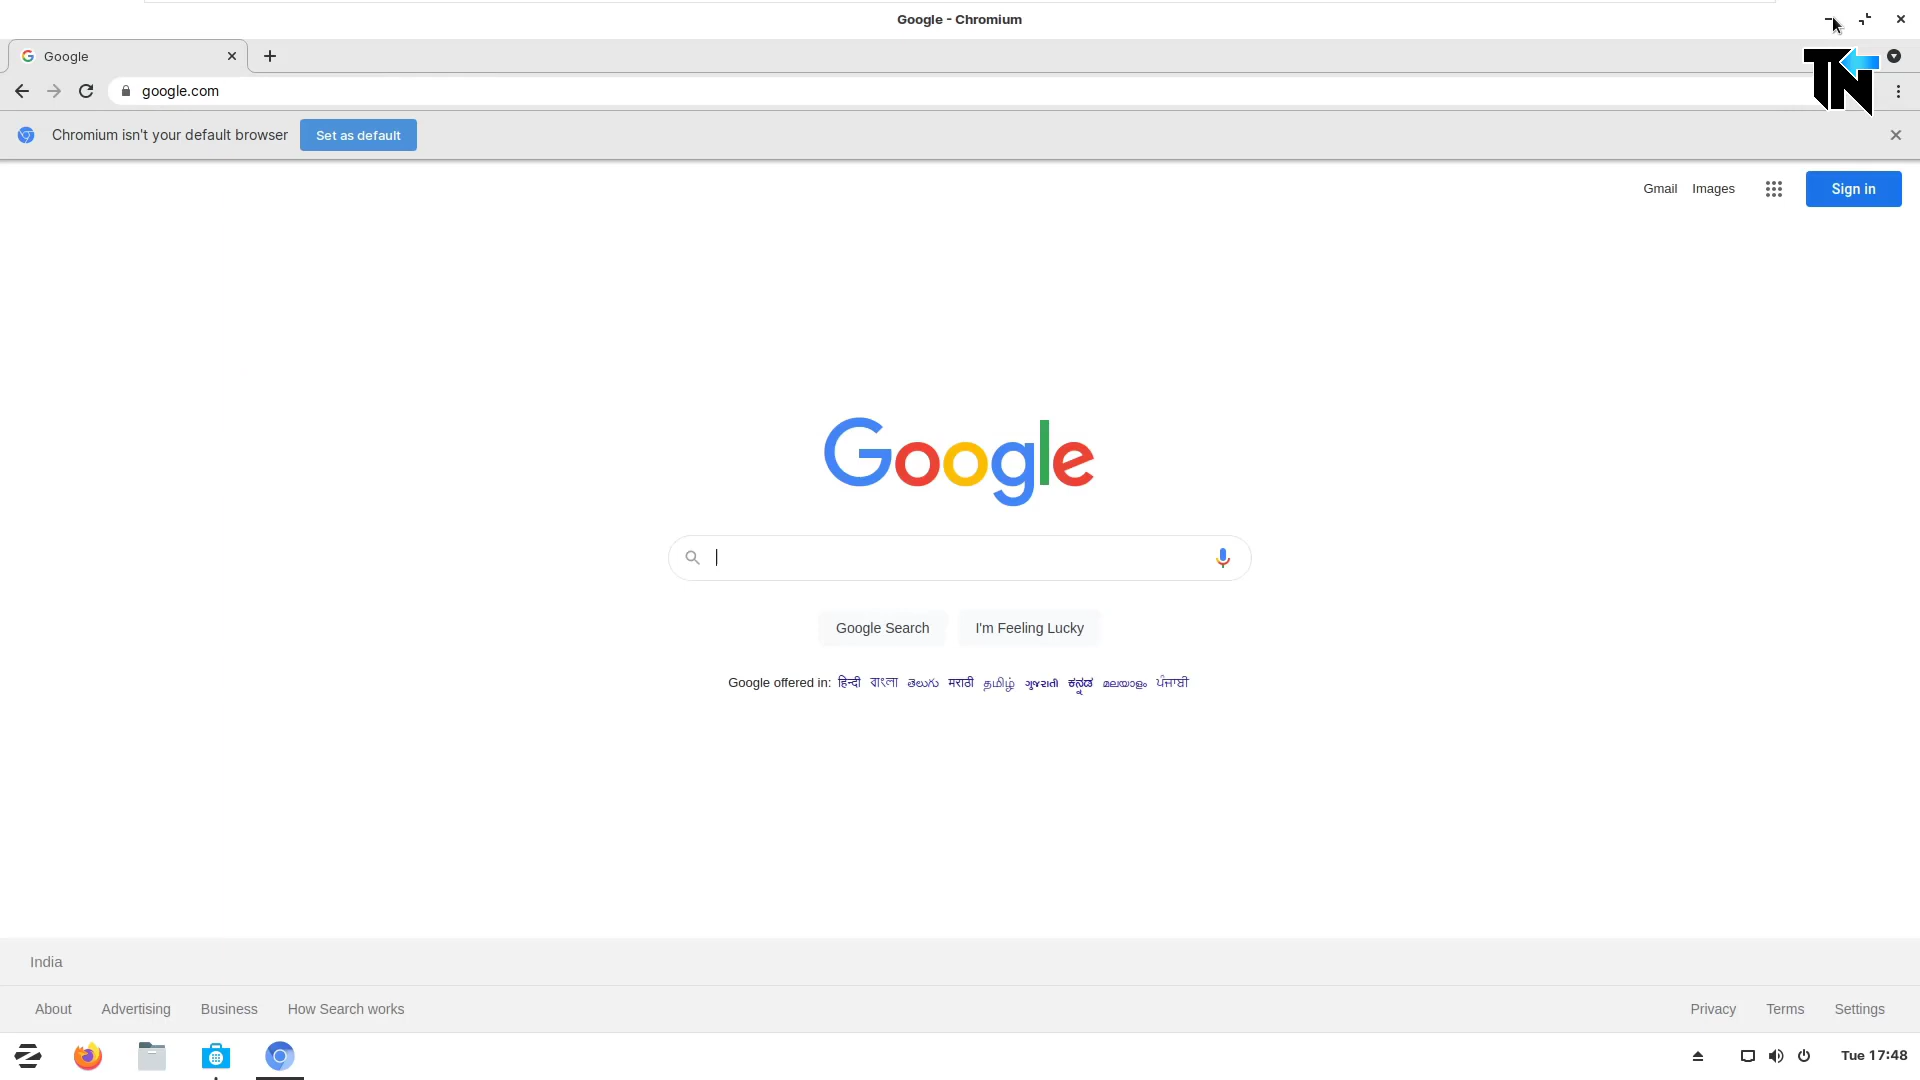 Google - Chromium
Google
google.com
TN
Chromium isn't your default browser Set as default
Gmail Images Sign in
Google
Google Search I'm Feeling Lucky
Google offered in: हिन्दी বাংলা తెలుగు मराठी தமிழ் ગુજરાતી ಕನ್ನಡ മലയാളം ਪੰਜਾਬੀ
India
About Advertising Business How Search works Privacy Terms Settings
Tue 17:48